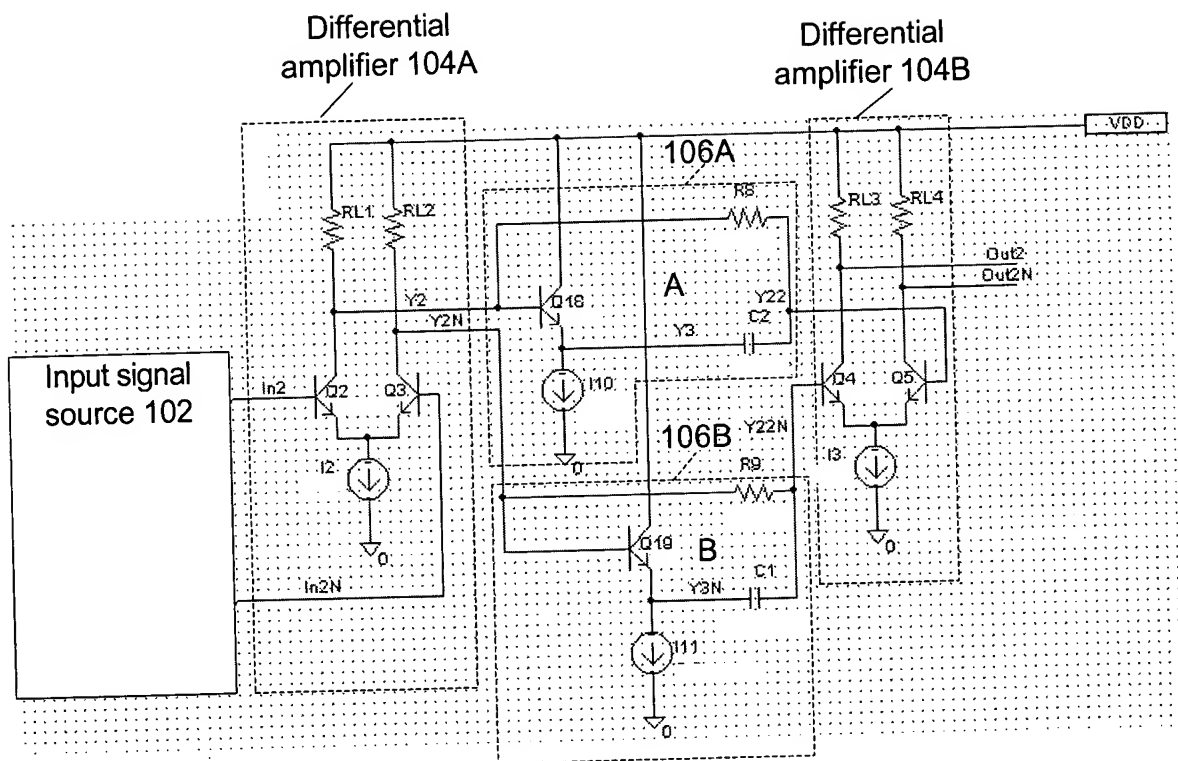 Differential
amplifier 104A
Differential
amplifier 104B
VDD
106A
R8
RL1
RL2
RL3
RL4
Out2
Out2N
A
Y2
Q18
Y22
C2
Y2N
Y3
Input signal
source 102
In2
Q2
Q3
I10
Q4
Q5
106B
Y22N
I2
0
R9
I3
0
0
Q19
B
0
In2N
Y3N
C1
I11
0